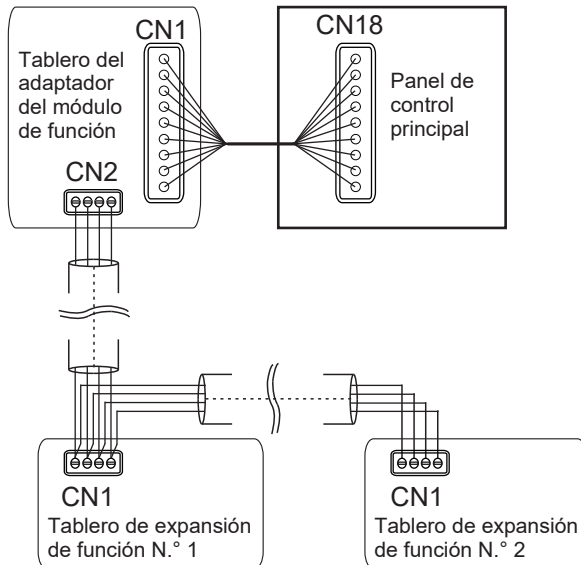 CN1
CN18
Tablero del
adaptador
del módulo
de función
Panel de
control
principal
CN2
CN1
Tablero de expansión
de función N.° 1
CN1
Tablero de expansión
de función N.° 2